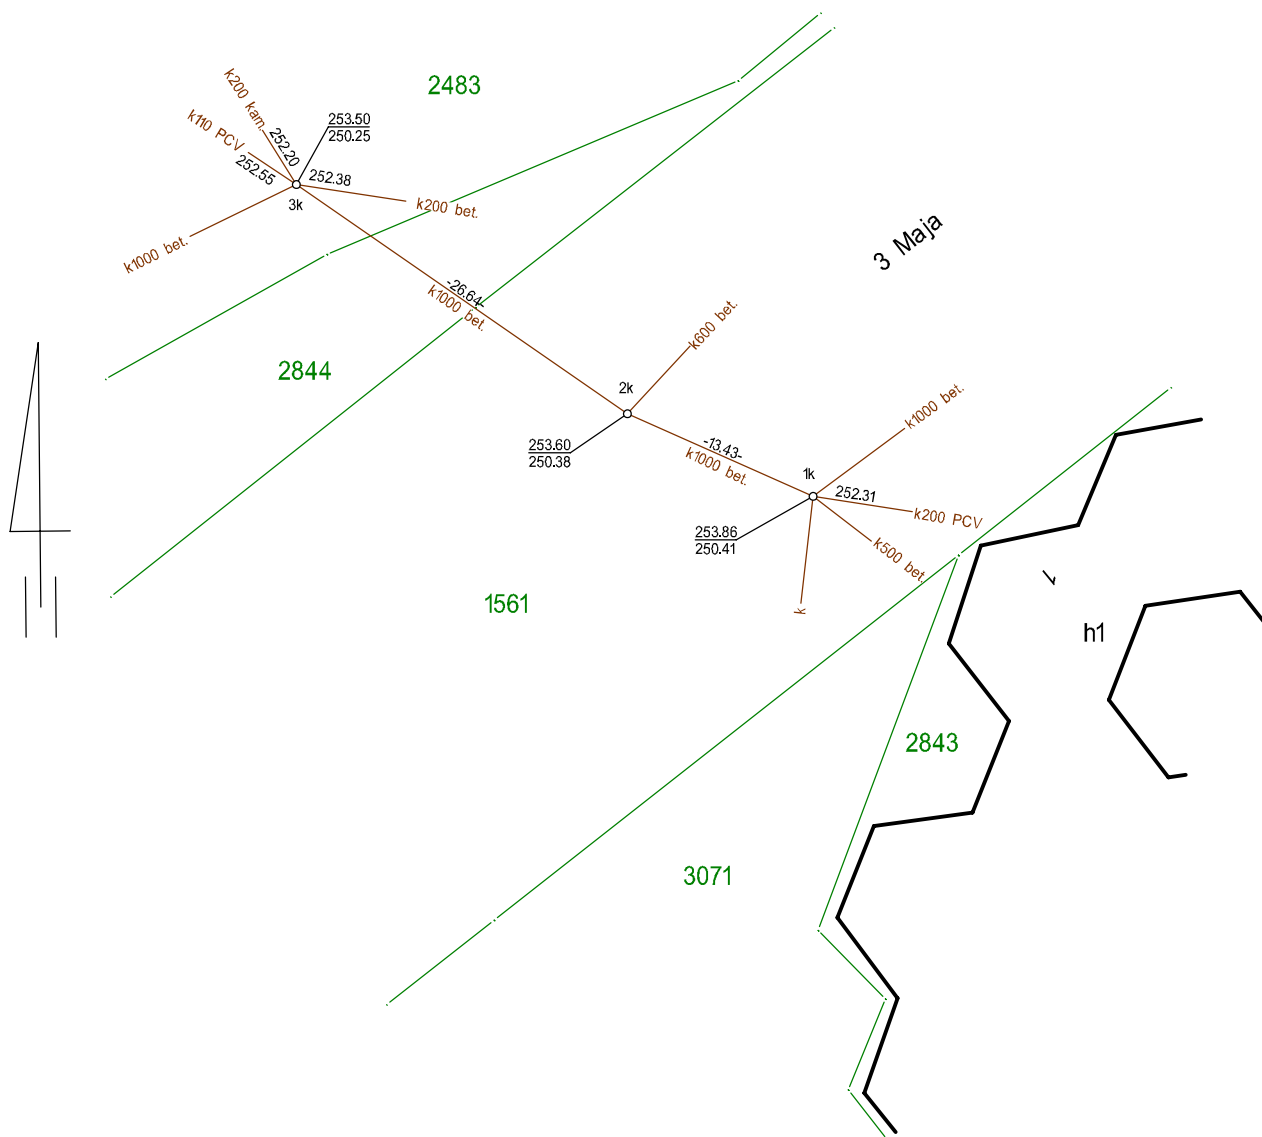 2483
k200 kam.
k110 PCV
252.20
252.55
253.50
250.25
252.38
3k
k200 bet.
k1000 bet.
3 Maja
-26.64-
k1000 bet.
k600 bet.
2844
2k
253.60
250.38
-13.43-
k1000 bet.
k1000 bet.
1k
252.31
k200 PCV
253.86
250.41
k500 bet.
k
1561
1
h1
2843
3071